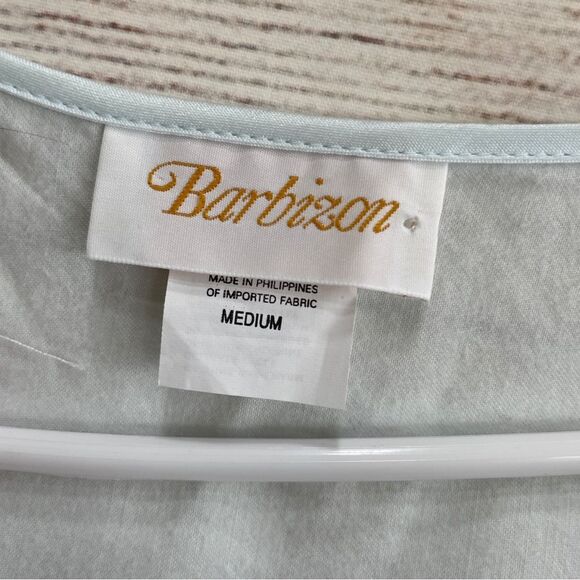 Barbizon
MADE IN PHILIPPINES
OF IMPORTED FABRIC
MEDIUM